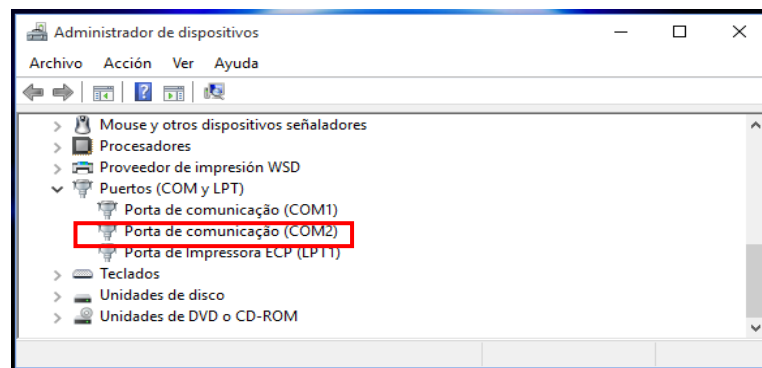 Administrador de dispositivos
Archivo Acción Ver Ayuda
Mouse y otros dispositivos señaladores
Procesadores
Proveedor de impresión WSD
Puertos (COM y LPT)
Porta de comunicação (COM1)
Porta de comunicação (COM2)
Porta de Impressora ECP (LPT1)
Teclados
Unidades de disco
Unidades de DVD o CD-ROM